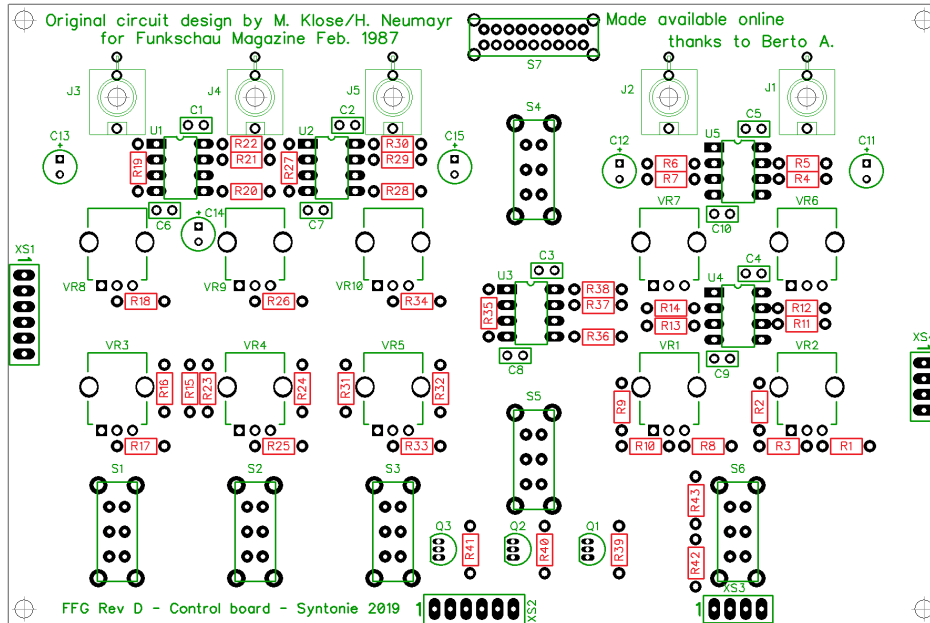 Original circuit design by M. Klose/H. Neumayr
for Funkschau Magazine Feb. 1987
Made available online
thanks to Berto A.
S7
J3
J4
J5
J2
J1
C1
C2
S4
C5
C13
U1
R22
U2
R30
C15
C12
U5
C11
R19
R21
R27
R29
R6
R5
R7
R4
R20
R28
C6
C14
C7
C10
VR7
VR6
XS1
1
C3
C4
VR8
VR9
VR10
U3
R38
U4
R18
R26
R34
R35
R37
R14
R12
R13
R11
R36
XS4
1
VR3
VR4
VR5
C8
VR1
C9
VR2
R16
R15
R23
R24
R31
R32
S5
R9
R2
R17
R25
R33
R10
R8
R3
R1
S1
S2
S3
S6
R43
Q3
Q2
Q1
R41
R40
R39
R42
XS3
FFG Rev D - Control board - Syntonie 2019
1
XS2
1